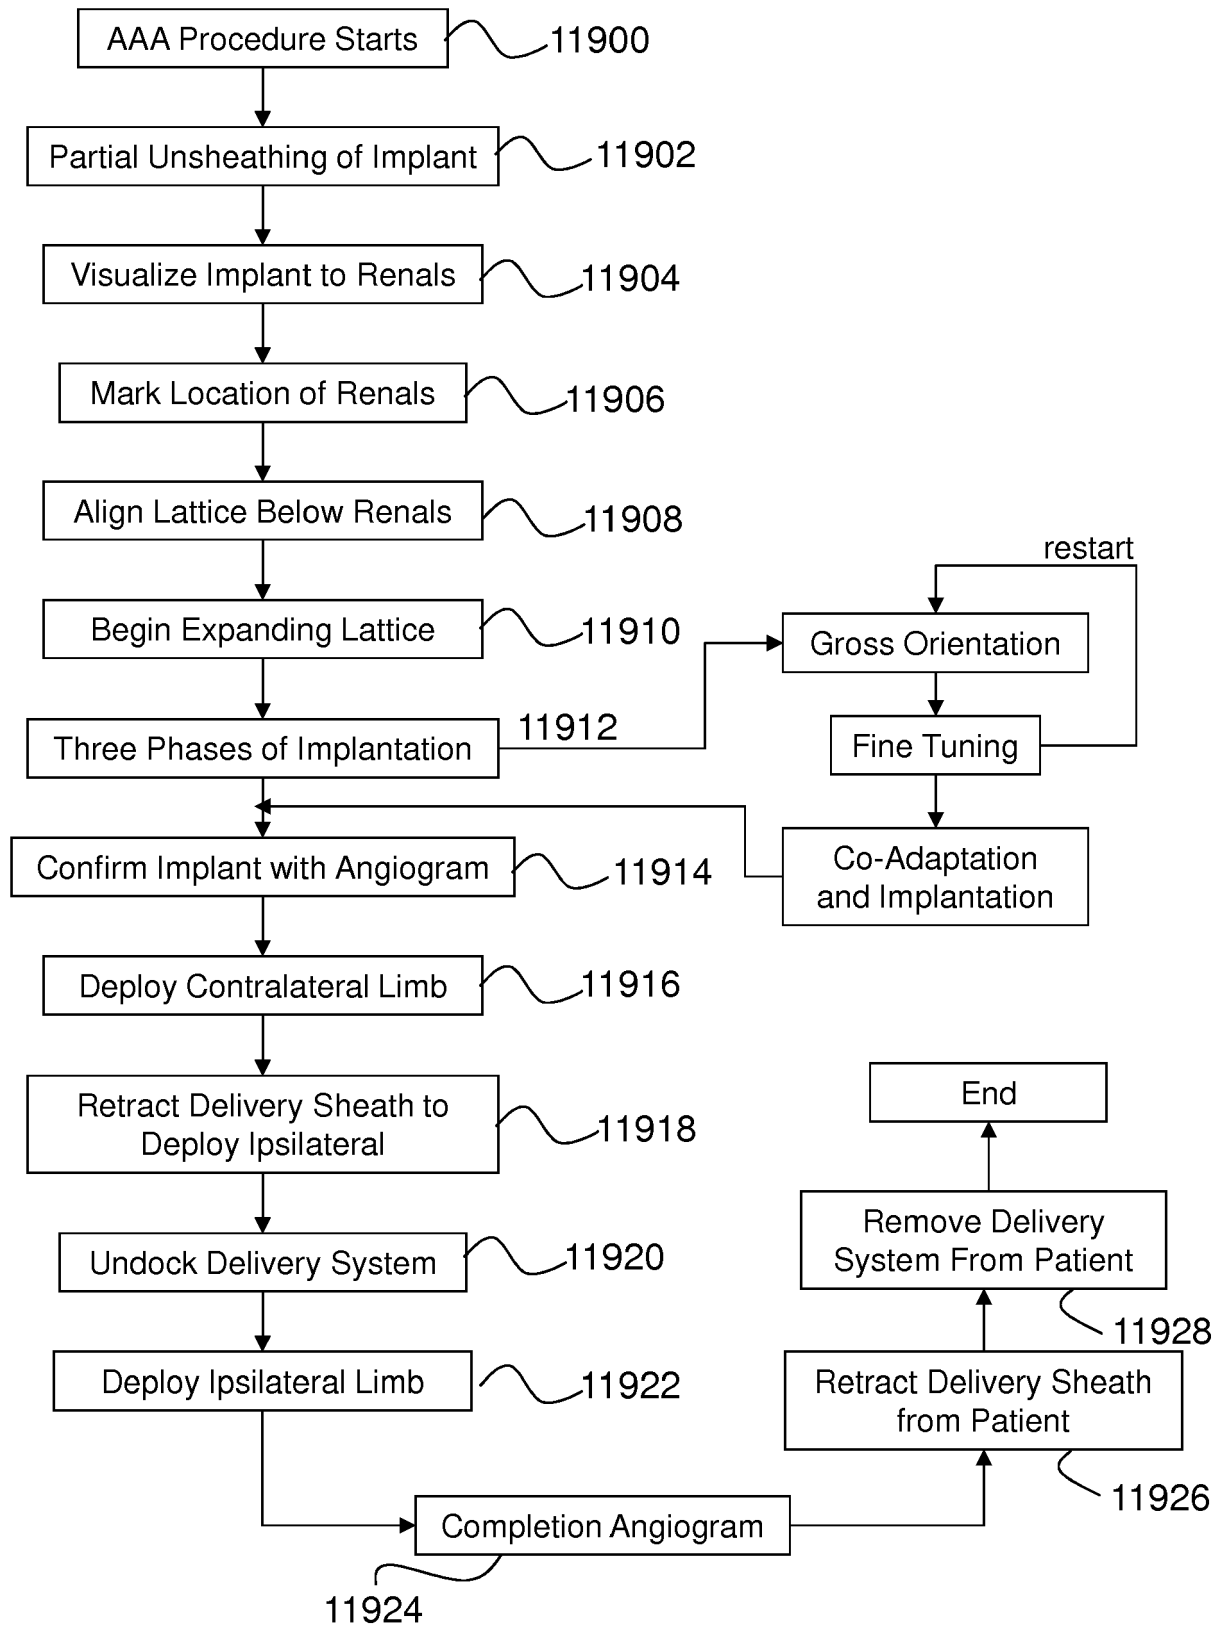 AAA Procedure Starts
11900
Partial Unsheathing of Implant
11902
Visualize Implant to Renals
11904
Mark Location of Renals
11906
Align Lattice Below Renals
11908
Begin Expanding Lattice
11910
Three Phases of Implantation
11912
restart
Gross Orientation
Fine Tuning
Co-Adaptation
and Implantation
Confirm Implant with Angiogram
11914
Deploy Contralateral Limb
11916
Retract Delivery Sheath to
Deploy Ipsilateral
11918
Undock Delivery System
11920
Deploy Ipsilateral Limb
11922
Completion Angiogram
11924
Retract Delivery Sheath
from Patient
11926
Remove Delivery
System From Patient
11928
End